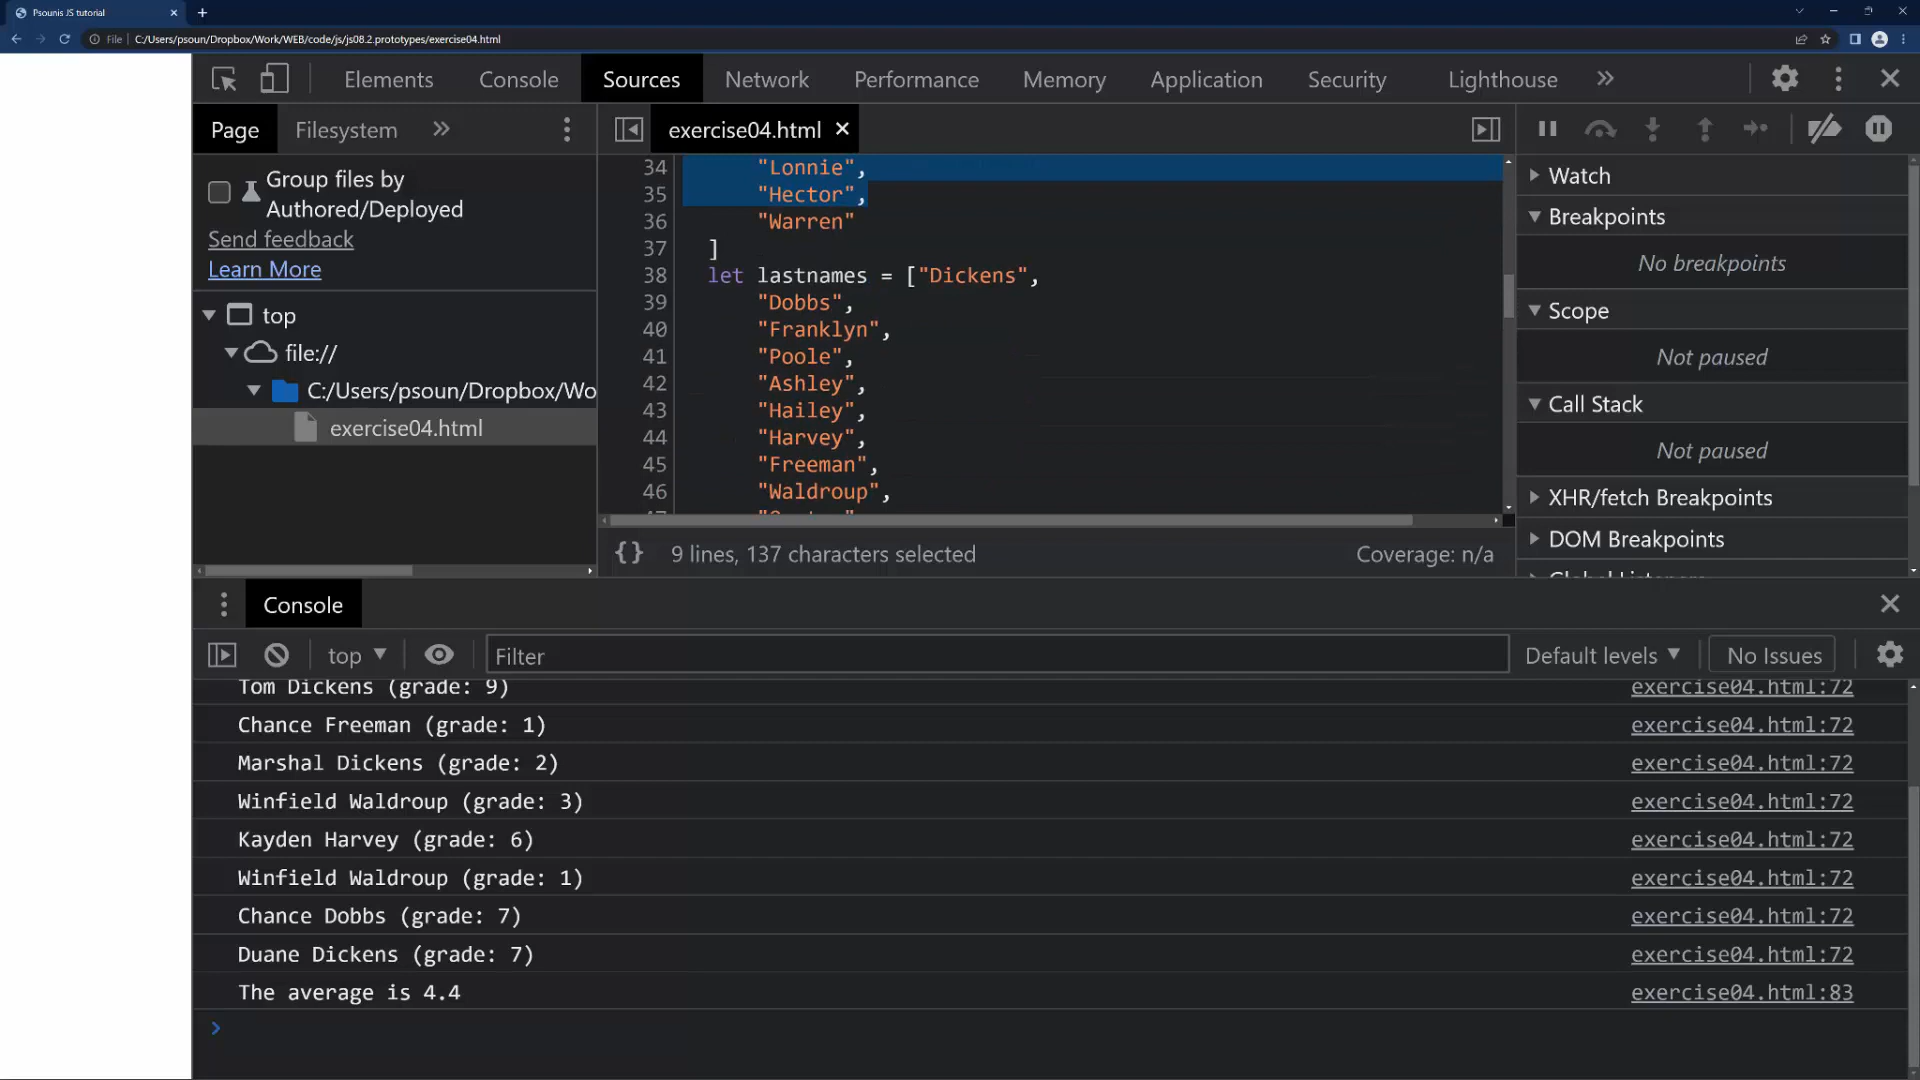 Psounis JS tutorial
File C:/Users/psoun/Dropbox/Work/WEB/code/js/js08.2.prototypes/exercise04.html
Elements Console Sources Network Performance Memory Application Security Lighthouse
Page Filesystem
exercise04.html
Group files by
Authored/Deployed
Send feedback
Learn More
top
file://
C:/Users/psoun/Dropbox/Wo
exercise04.html
34 "Lonnie",
35 "Hector",
36 "Warren"
37 ]
38 let lastnames = ["Dickens",
39 "Dobbs",
40 "Franklyn",
41 "Poole",
42 "Ashley",
43 "Hailey",
44 "Harvey",
45 "Freeman",
46 "Waldroup",
{} 9 lines, 137 characters selected Coverage: n/a
Watch
Breakpoints
No breakpoints
Scope
Not paused
Call Stack
Not paused
XHR/fetch Breakpoints
DOM Breakpoints
Console
top Filter Default levels No Issues
Tom Dickens (grade: 9) exercise04.html:72
Chance Freeman (grade: 1) exercise04.html:72
Marshal Dickens (grade: 2) exercise04.html:72
Winfield Waldroup (grade: 3) exercise04.html:72
Kayden Harvey (grade: 6) exercise04.html:72
Winfield Waldroup (grade: 1) exercise04.html:72
Chance Dobbs (grade: 7) exercise04.html:72
Duane Dickens (grade: 7) exercise04.html:72
The average is 4.4 exercise04.html:83